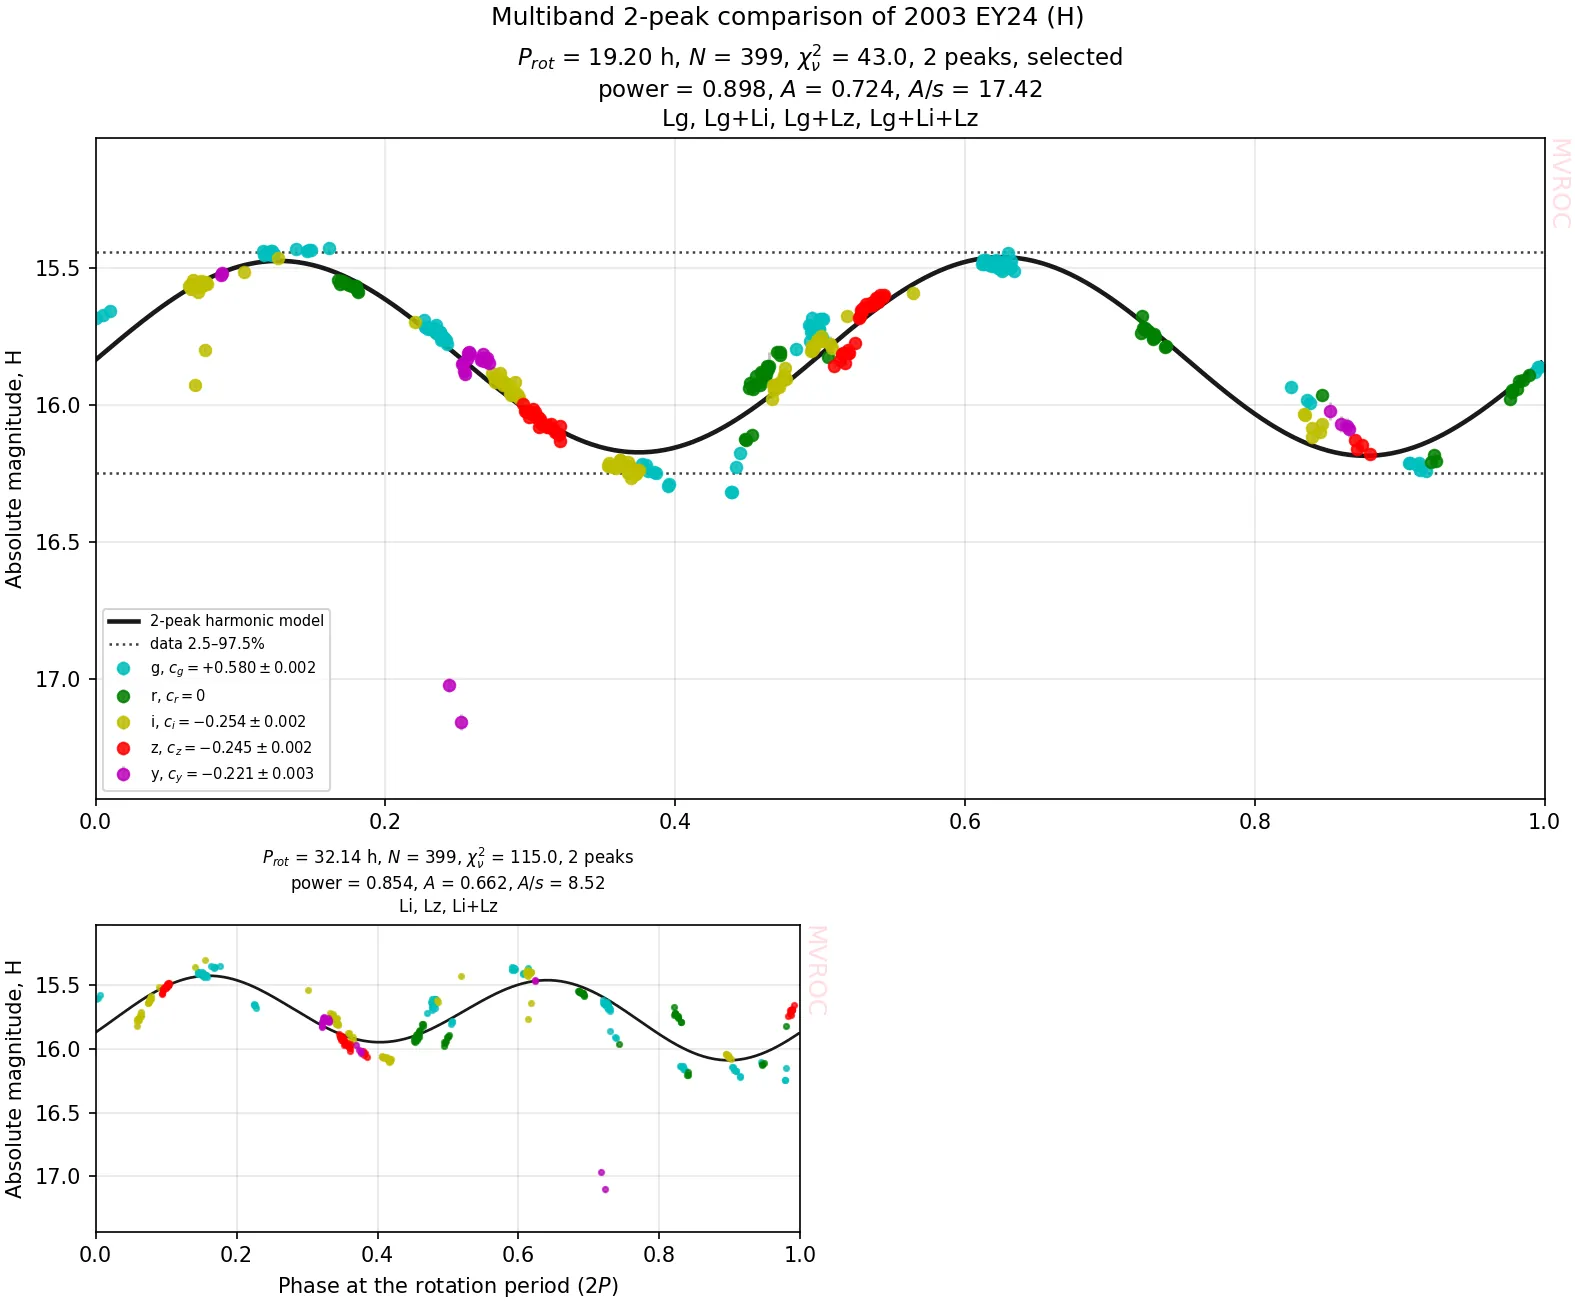 Multiband 2-peak comparison of 2003 EY24 (H)
P_rot = 19.20 h, N = 399, χ²_ν = 43.0, 2 peaks, selected
power = 0.898, A = 0.724, A/s = 17.42
Lg, Lg+Li, Lg+Lz, Lg+Li+Lz
MVROC
Absolute magnitude, H
15.5
16.0
16.5
17.0
2-peak harmonic model
data 2.5–97.5%
g, c_g = +0.580 ± 0.002
r, c_r = 0
i, c_i = −0.254 ± 0.002
z, c_z = −0.245 ± 0.002
y, c_y = −0.221 ± 0.003
0.0 0.2 0.4 0.6 0.8 1.0
P_rot = 32.14 h, N = 399, χ²_ν = 115.0, 2 peaks
power = 0.854, A = 0.662, A/s = 8.52
Li, Lz, Li+Lz
MVROC
Absolute magnitude, H
15.5
16.0
16.5
17.0
0.0 0.2 0.4 0.6 0.8 1.0
Phase at the rotation period (2P)